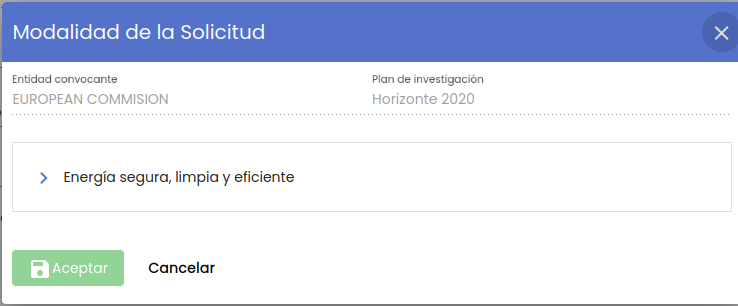 Modalidad de la Solicitud
Entidad convocante
Plan de investigación
EUROPEAN COMMISION
Horizonte 2020
Energía segura, limpia y eficiente
Aceptar
Cancelar